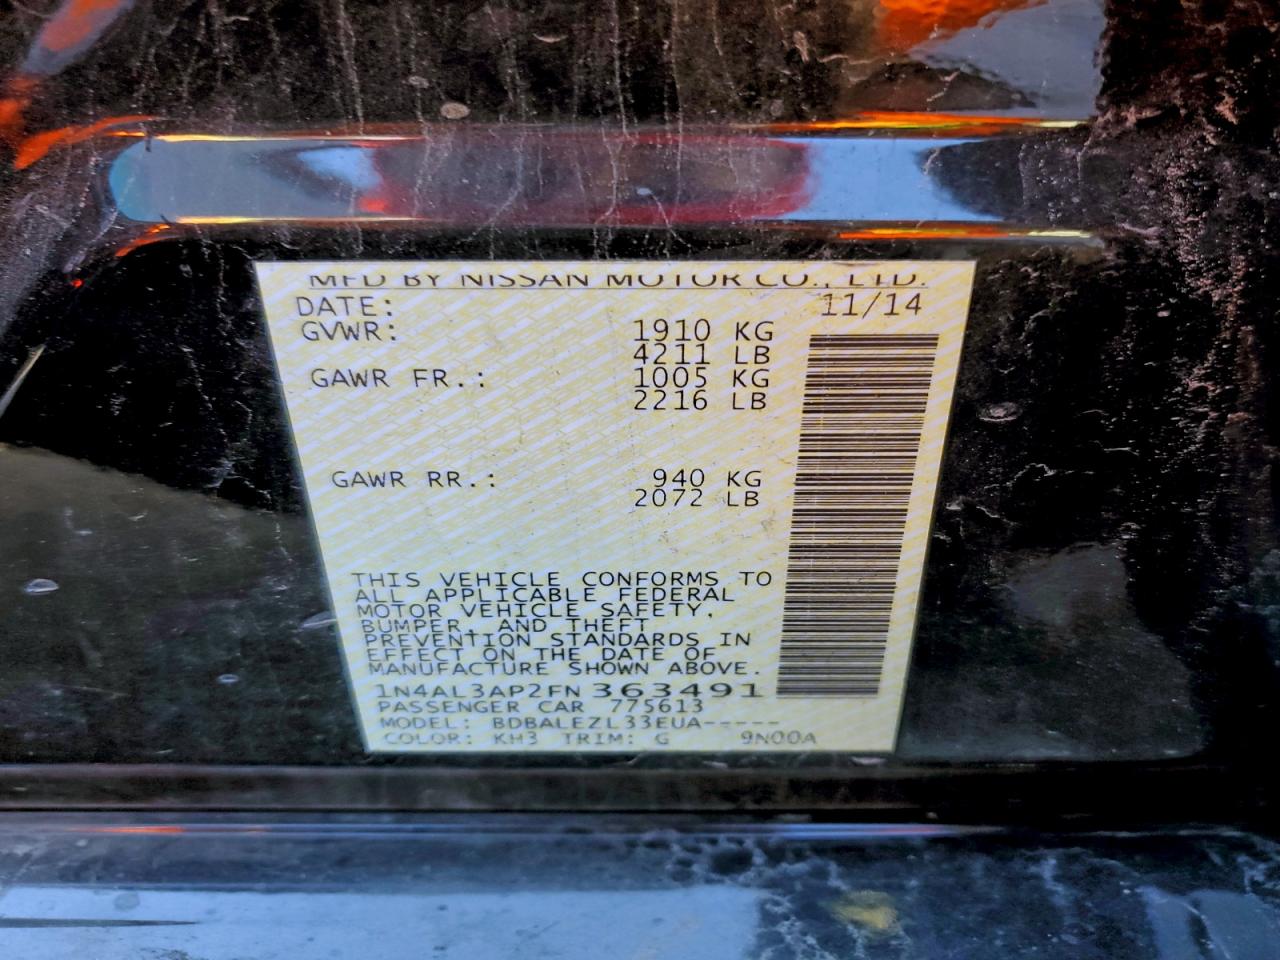 MFD BY NISSAN MOTOR CO., LTD.
DATE: 11/14
GVWR: 1910 KG
4211 LB
GAWR FR.: 1005 KG
2216 LB
GAWR RR.: 940 KG
2072 LB
THIS VEHICLE CONFORMS TO
ALL APPLICABLE FEDERAL
MOTOR VEHICLE SAFETY,
BUMPER, AND THEFT
PREVENTION STANDARDS IN
EFFECT ON THE DATE OF
MANUFACTURE SHOWN ABOVE.
1N4AL3AP2FN363491
PASSENGER CAR 775613
MODEL: BDBALEZL33EUA-----
COLOR: KH3 TRIM: G 9N00A